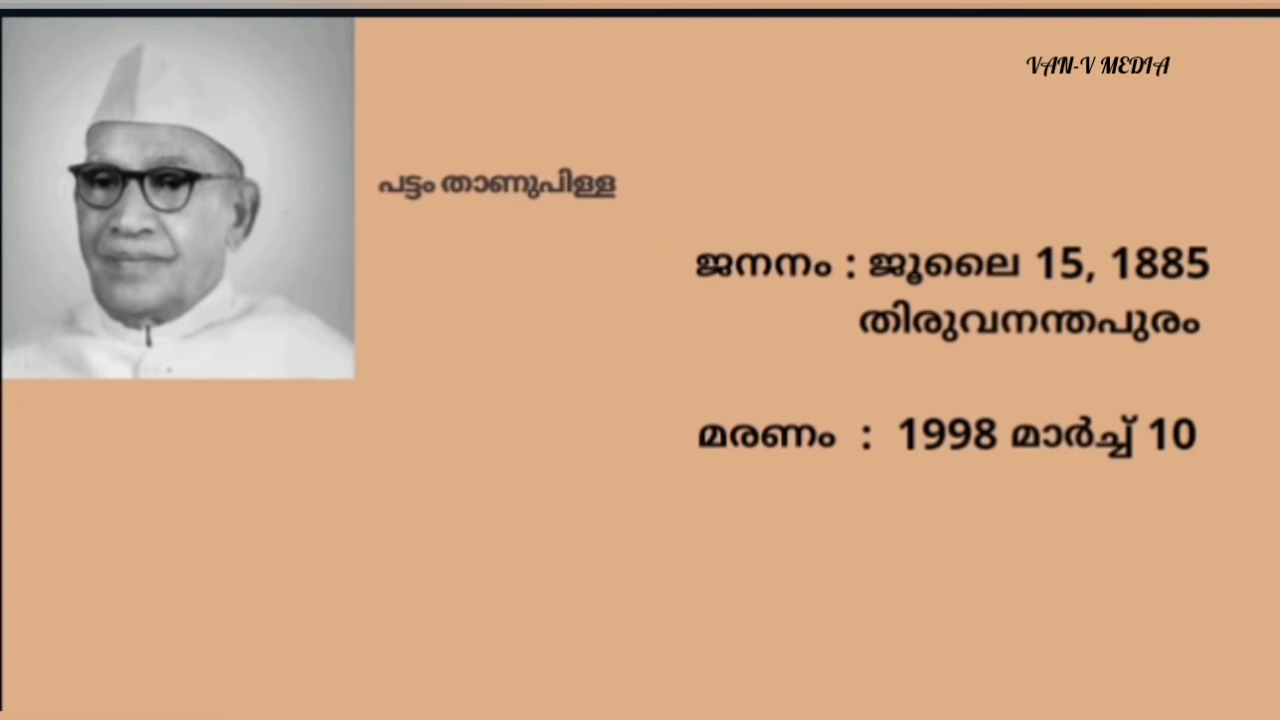 VAN-V MEDIA
പട്ടം താണുപിള്ള
ജനനം : ജൂലൈ 15, 1885
തിരുവനന്തപുരം
മരണം : 1998 മാർച്ച് 10